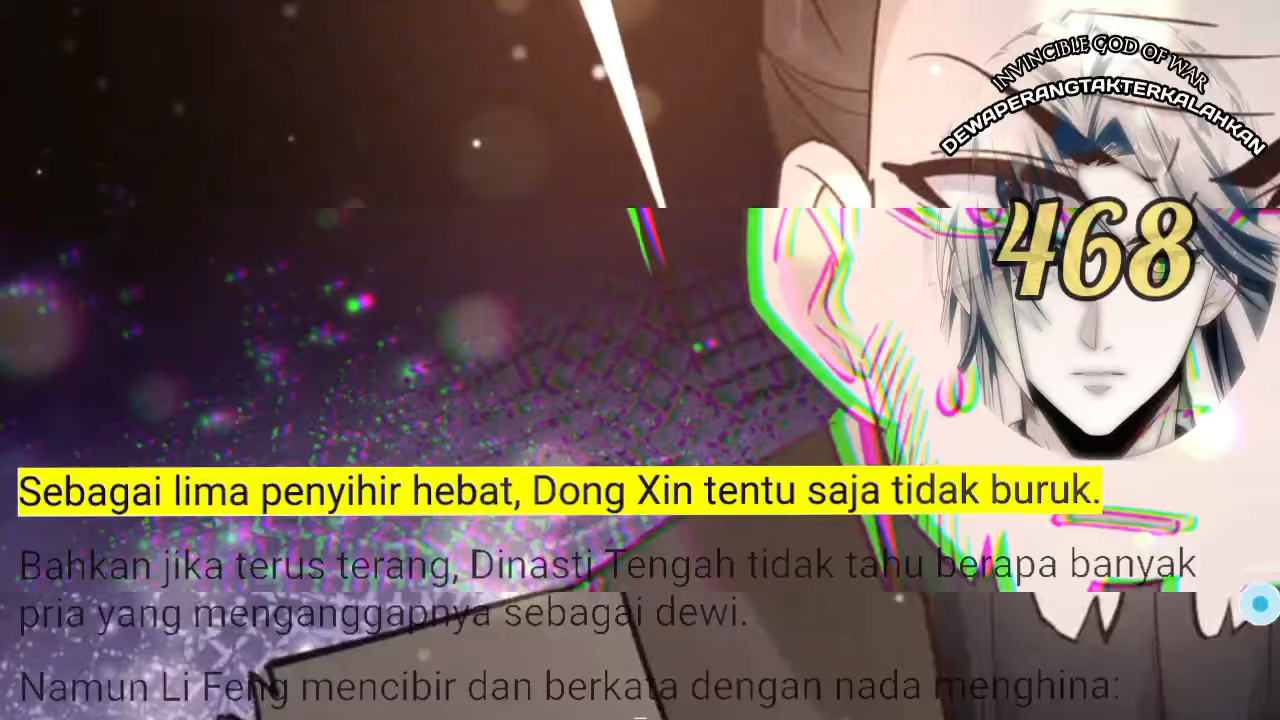 INVINCIBLE GOD OF WAR
DEWAPERANGTAKTERKALAHKAN
468
Sebagai lima penyihir hebat, Dong Xin tentu saja tidak buruk.
Bahkan jika terus terang, Dinasti Tengah tidak tahu berapa banyak
pria yang menganggapnya sebagai dewi.
Namun Li Feng mencibir dan berkata dengan nada menghina: